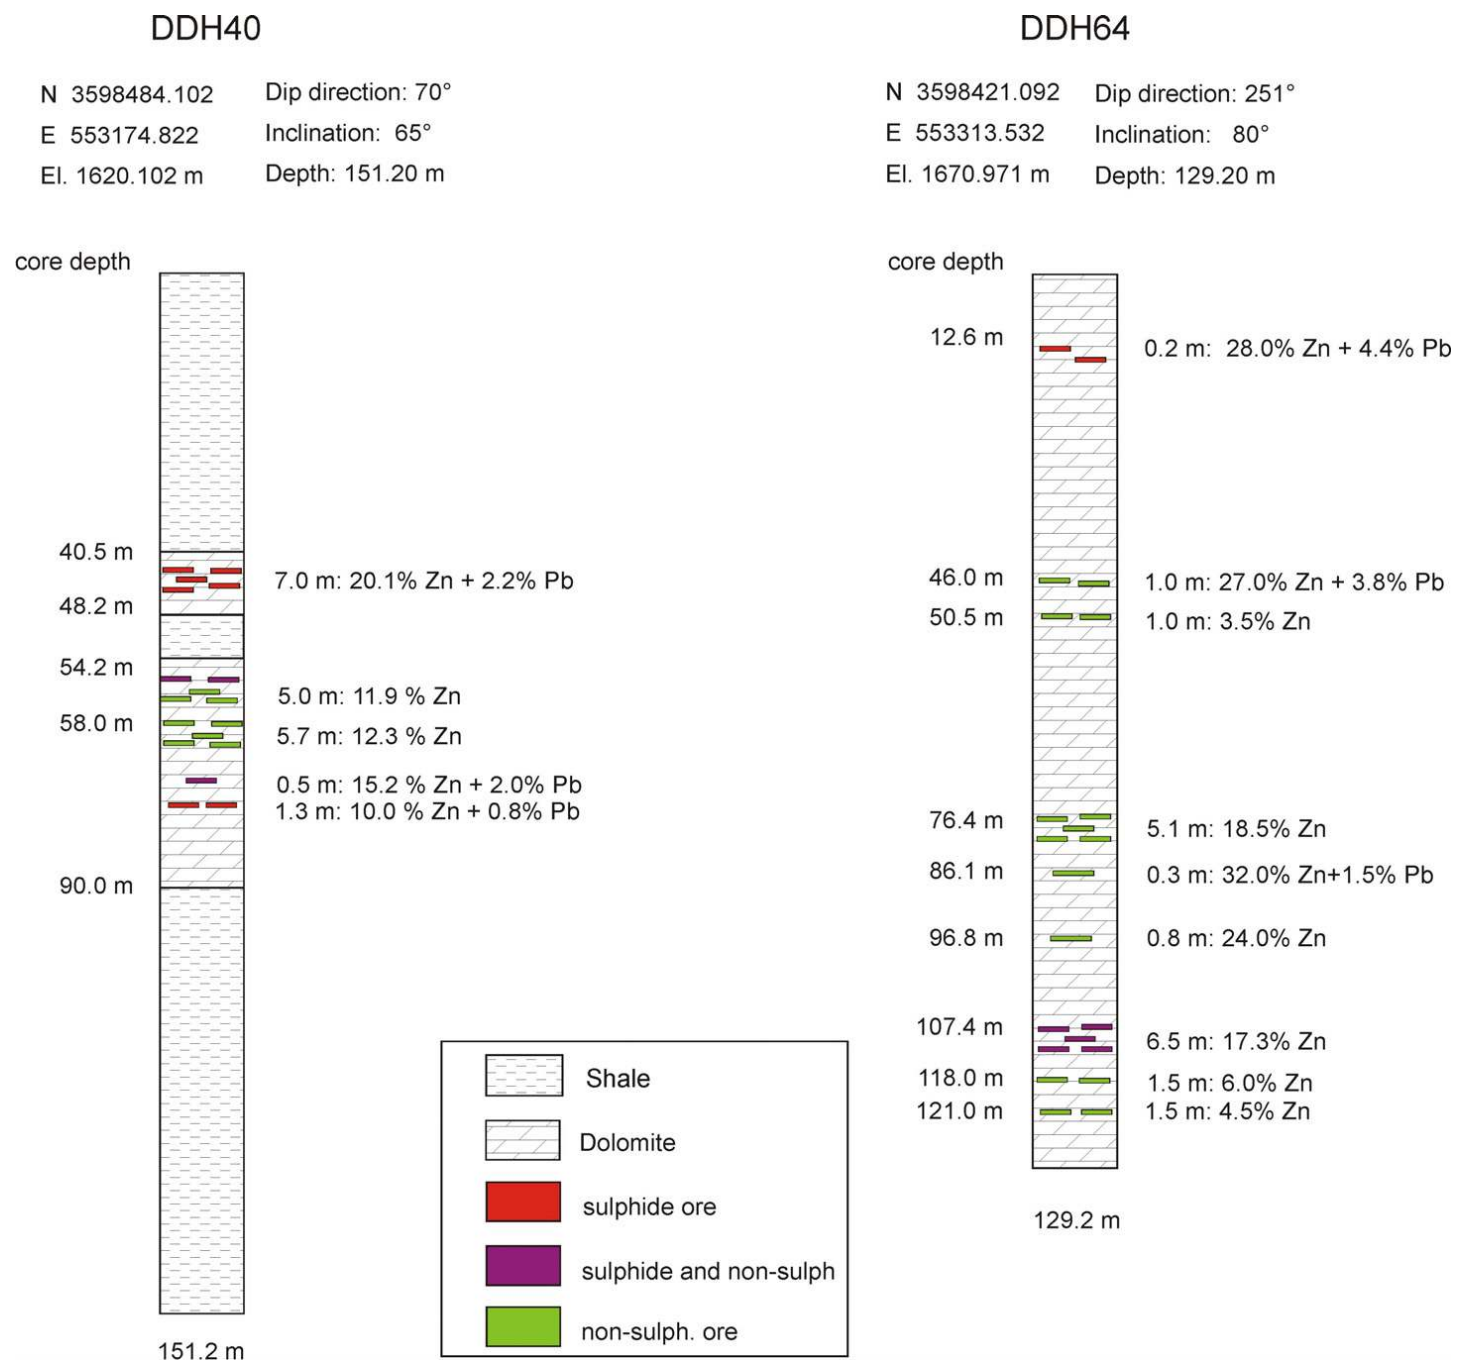 DDH40
N 3598484.102 Dip direction: 70°
E 553174.822 Inclination: 65°
El. 1620.102 m Depth: 151.20 m
core depth
40.5 m
7.0 m: 20.1% Zn + 2.2% Pb
48.2 m
54.2 m
5.0 m: 11.9 % Zn
58.0 m
5.7 m: 12.3 % Zn
0.5 m: 15.2 % Zn + 2.0% Pb
1.3 m: 10.0 % Zn + 0.8% Pb
90.0 m
151.2 m
DDH64
N 3598421.092 Dip direction: 251°
E 553313.532 Inclination: 80°
El. 1670.971 m Depth: 129.20 m
core depth
12.6 m
0.2 m: 28.0% Zn + 4.4% Pb
46.0 m
1.0 m: 27.0% Zn + 3.8% Pb
50.5 m
1.0 m: 3.5% Zn
76.4 m
5.1 m: 18.5% Zn
86.1 m
0.3 m: 32.0% Zn+1.5% Pb
96.8 m
0.8 m: 24.0% Zn
107.4 m
6.5 m: 17.3% Zn
118.0 m
1.5 m: 6.0% Zn
121.0 m
1.5 m: 4.5% Zn
129.2 m
Shale
Dolomite
sulphide ore
sulphide and non-sulph
non-sulph. ore